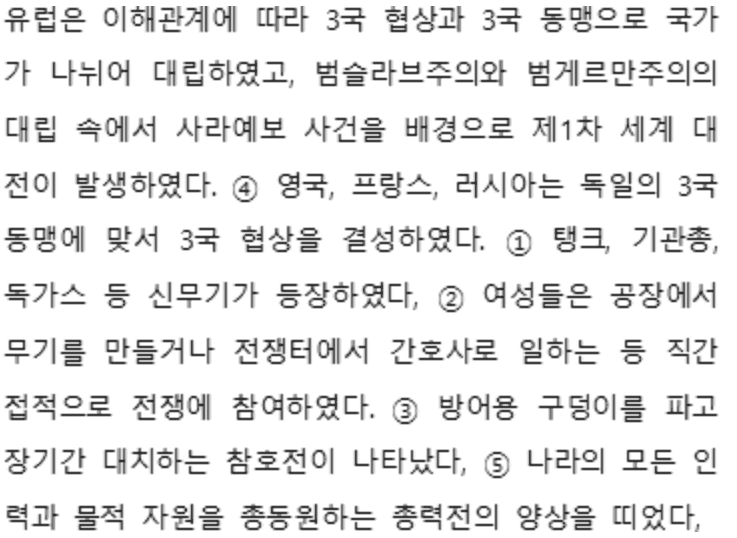 유럽은 이해관계에 따라 3국 협상과 3국 동맹으로 국가
가 나뉘어 대립하였고, 범슬라브주의와 범게르만주의의
대립 속에서 사라예보 사건을 배경으로 제1차 세계 대
전이 발생하였다. ④ 영국, 프랑스, 러시아는 독일의 3국
동맹에 맞서 3국 협상을 결성하였다. ① 탱크, 기관총,
독가스 등 신무기가 등장하였다, ② 여성들은 공장에서
무기를 만들거나 전쟁터에서 간호사로 일하는 등 직간
접적으로 전쟁에 참여하였다. ③ 방어용 구덩이를 파고
장기간 대치하는 참호전이 나타났다, ⑤ 나라의 모든 인
력과 물적 자원을 총동원하는 총력전의 양상을 띠었다,